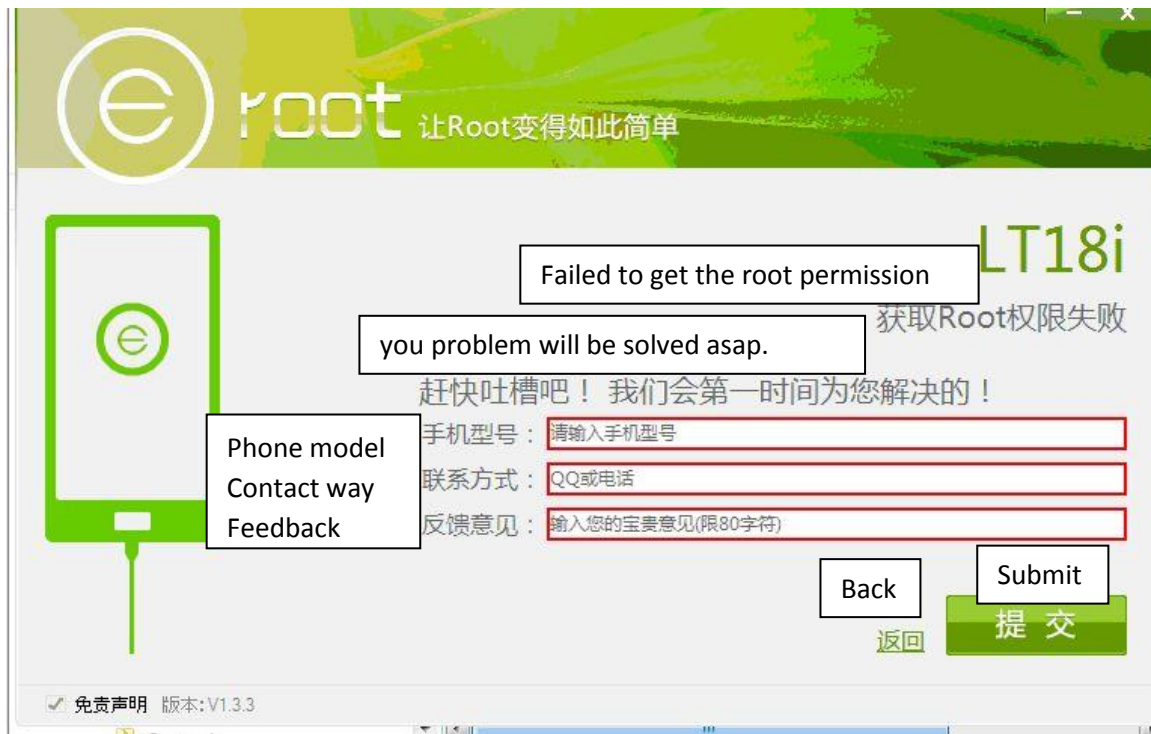 e root 让Root变得如此简单
LT18i
Failed to get the root permission
获取Root权限失败
you problem will be solved asap.
赶快吐槽吧！ 我们会第一时间为您解决的！
Phone model
手机型号： 请输入手机型号
Contact way
联系方式： QQ或电话
Feedback
反馈意见： 输入您的宝贵意见(限80字符)
Back
Submit
返回
提 交
免责声明 版本: V1.3.3